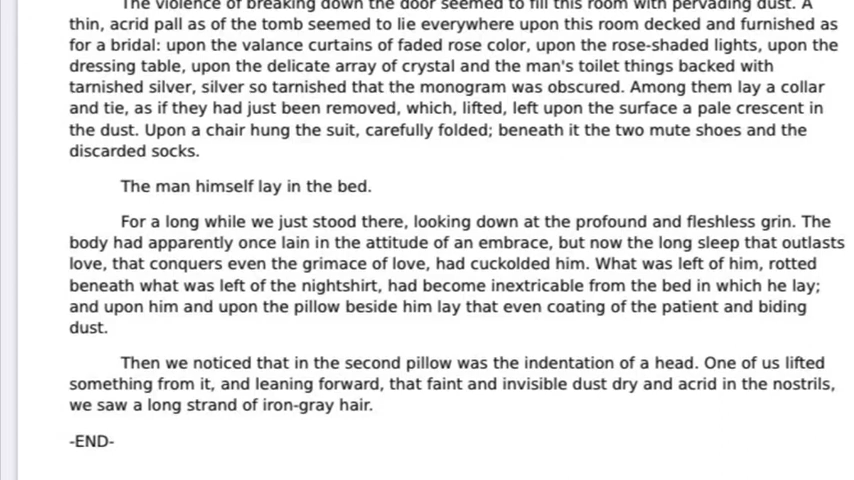 The violence of breaking down the door seemed to fill this room with pervading dust. A
thin, acrid pall as of the tomb seemed to lie everywhere upon this room decked and furnished as
for a bridal: upon the valance curtains of faded rose color, upon the rose-shaded lights, upon the
dressing table, upon the delicate array of crystal and the man's toilet things backed with
tarnished silver, silver so tarnished that the monogram was obscured. Among them lay a collar
and tie, as if they had just been removed, which, lifted, left upon the surface a pale crescent in
the dust. Upon a chair hung the suit, carefully folded; beneath it the two mute shoes and the
discarded socks.
The man himself lay in the bed.
For a long while we just stood there, looking down at the profound and fleshless grin. The
body had apparently once lain in the attitude of an embrace, but now the long sleep that outlasts
love, that conquers even the grimace of love, had cuckolded him. What was left of him, rotted
beneath what was left of the nightshirt, had become inextricable from the bed in which he lay;
and upon him and upon the pillow beside him lay that even coating of the patient and biding
dust.
Then we noticed that in the second pillow was the indentation of a head. One of us lifted
something from it, and leaning forward, that faint and invisible dust dry and acrid in the nostrils,
we saw a long strand of iron-gray hair.
-END-